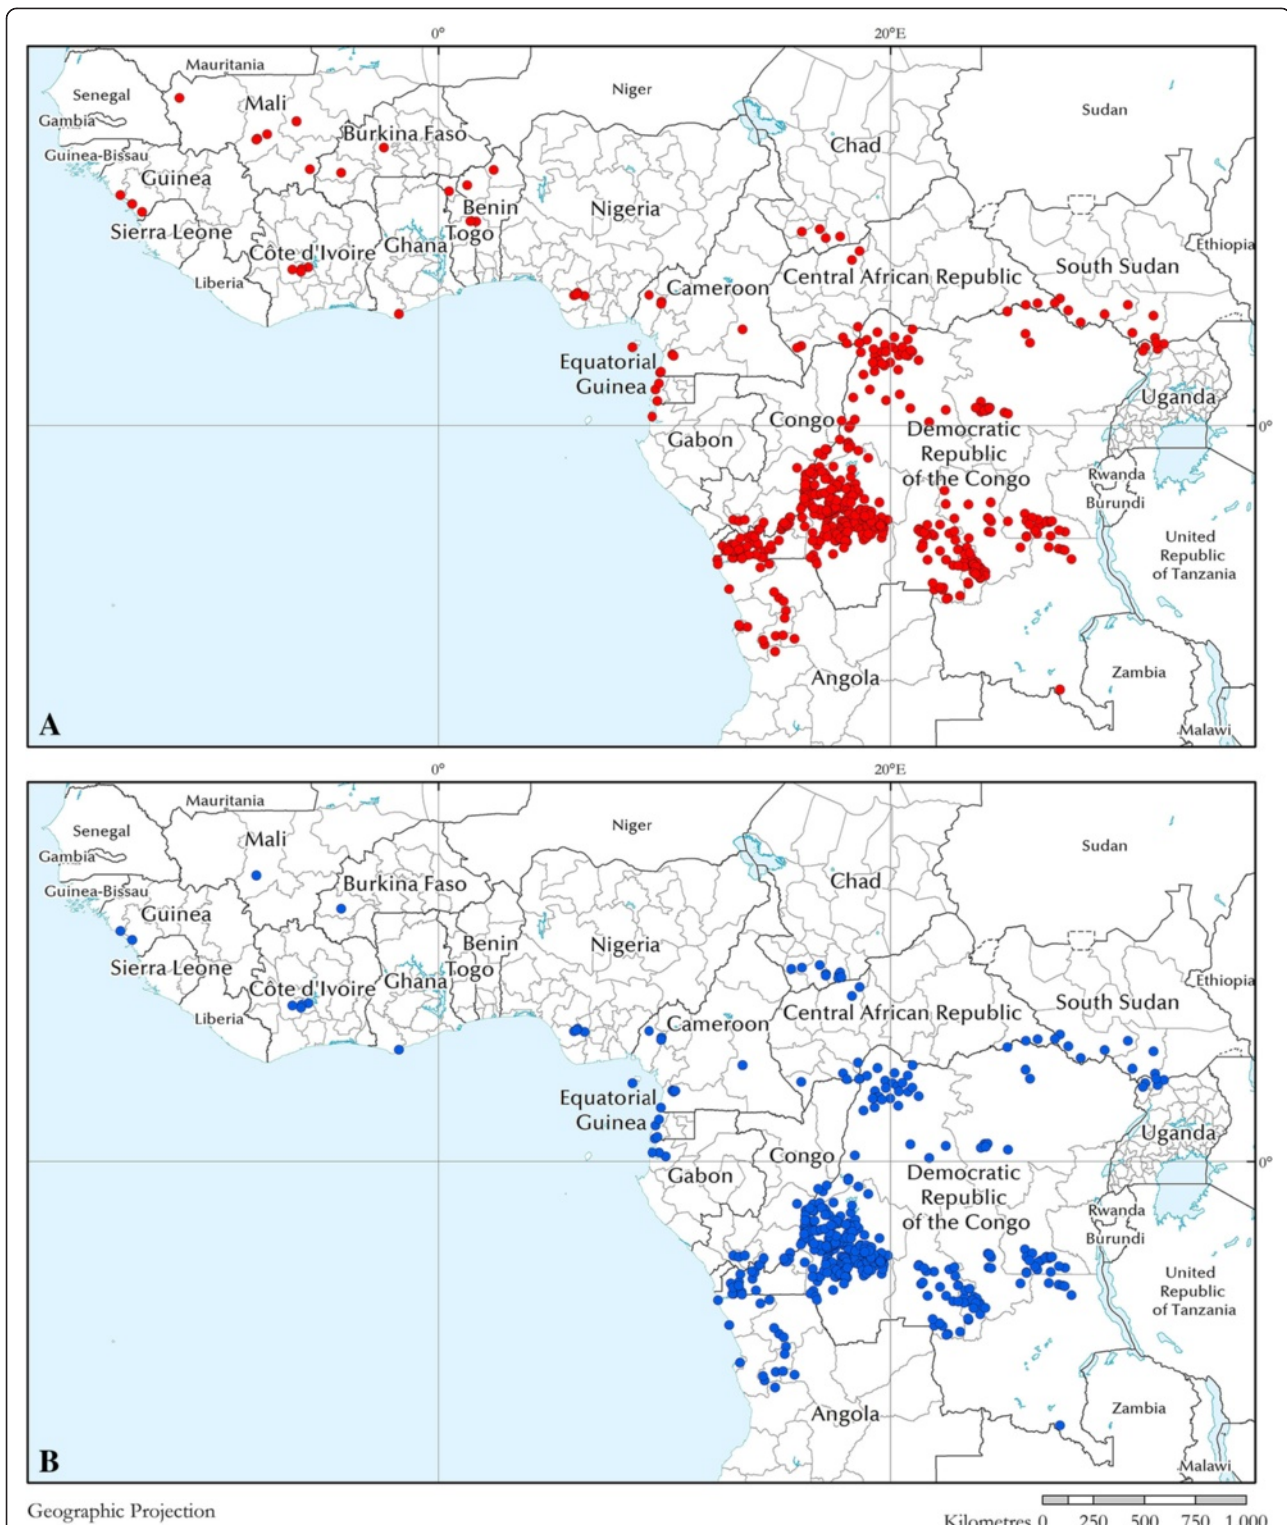 0° 20°E
Mauritania
Senegal
Mali
Niger
Sudan
Gambia
Burkina Faso
Chad
Guinea-Bissau
Guinea
Benin
Nigeria
Sierra Leone
Togo
Ghana
Côte d'Ivoire
Ethiopia
Liberia
Cameroon
Central African Republic
South Sudan
Equatorial
Guinea
Uganda
Congo
0°
Gabon
Democratic
Republic
of the Congo
Rwanda
Burundi
United
Republic
of Tanzania
Angola
Zambia
Malawi
A
0° 20°E
Mauritania
Senegal
Mali
Niger
Sudan
Gambia
Burkina Faso
Chad
Guinea-Bissau
Guinea
Benin
Nigeria
Sierra Leone
Togo
Ghana
Côte d'Ivoire
Ethiopia
Liberia
Cameroon
Central African Republic
South Sudan
Equatorial
Guinea
Uganda
Congo
0°
Gabon
Democratic
Republic
of the Congo
Rwanda
Burundi
United
Republic
of Tanzania
Angola
Zambia
Malawi
B
Geographic Projection
Kilometres 0 250 500 750 1 000